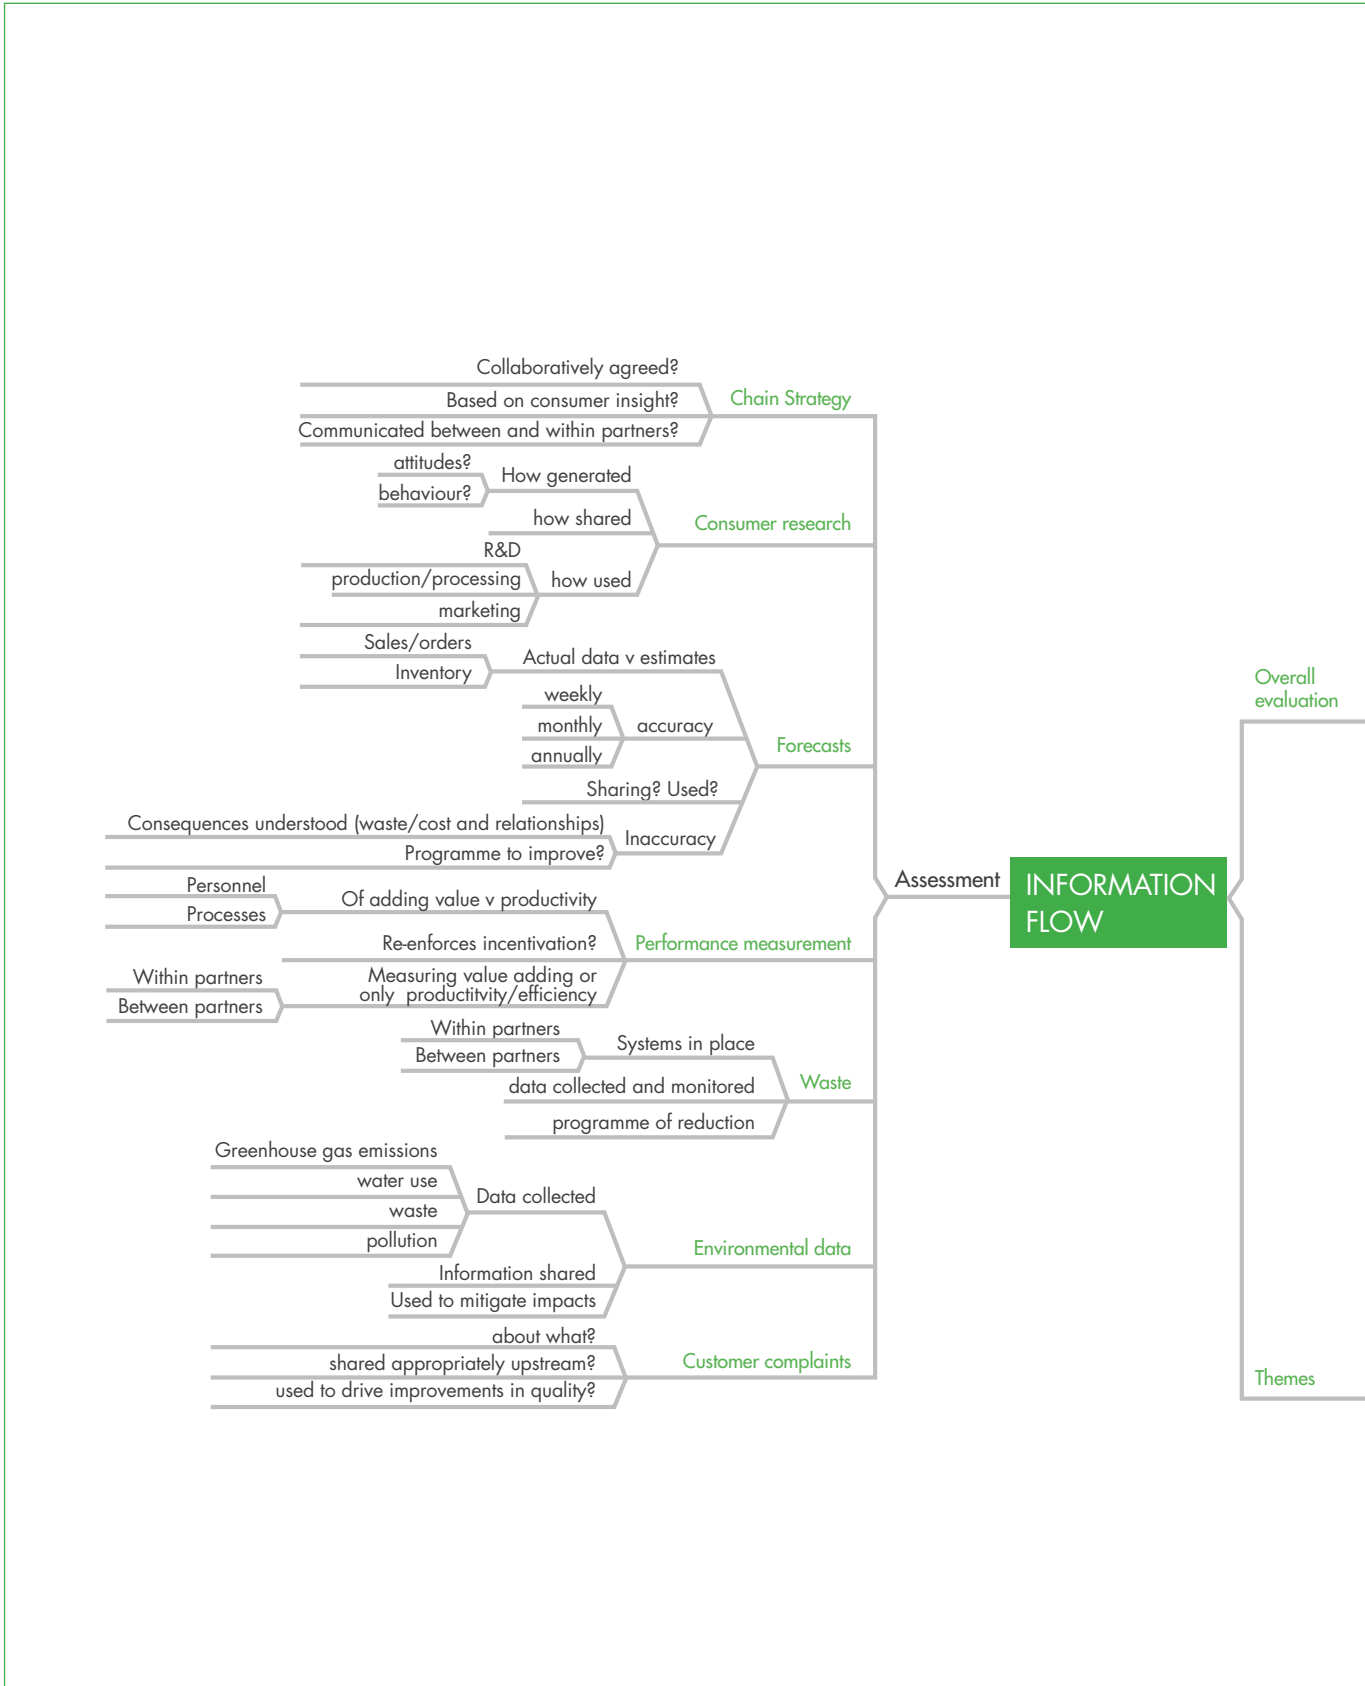 Collaboratively agreed?
Based on consumer insight?
Communicated between and within partners?
Chain Strategy
attitudes?
behaviour?
How generated
how shared
Consumer research
R&D
production/processing
marketing
how used
Sales/orders
Inventory
Actual data v estimates
weekly
monthly
annually
accuracy
Forecasts
Sharing? Used?
Consequences understood (waste/cost and relationships)
Programme to improve?
Inaccuracy
Personnel
Processes
Of adding value v productivity
Re-enforces incentivation?
Performance measurement
Within partners
Between partners
Measuring value adding or
only productitvity/efficiency
Within partners
Between partners
Systems in place
data collected and monitored
Waste
programme of reduction
Greenhouse gas emissions
water use
waste
pollution
Data collected
Environmental data
Information shared
Used to mitigate impacts
about what?
shared appropriately upstream?
used to drive improvements in quality?
Customer complaints
Assessment
INFORMATION
FLOW
Overall
evaluation
Themes